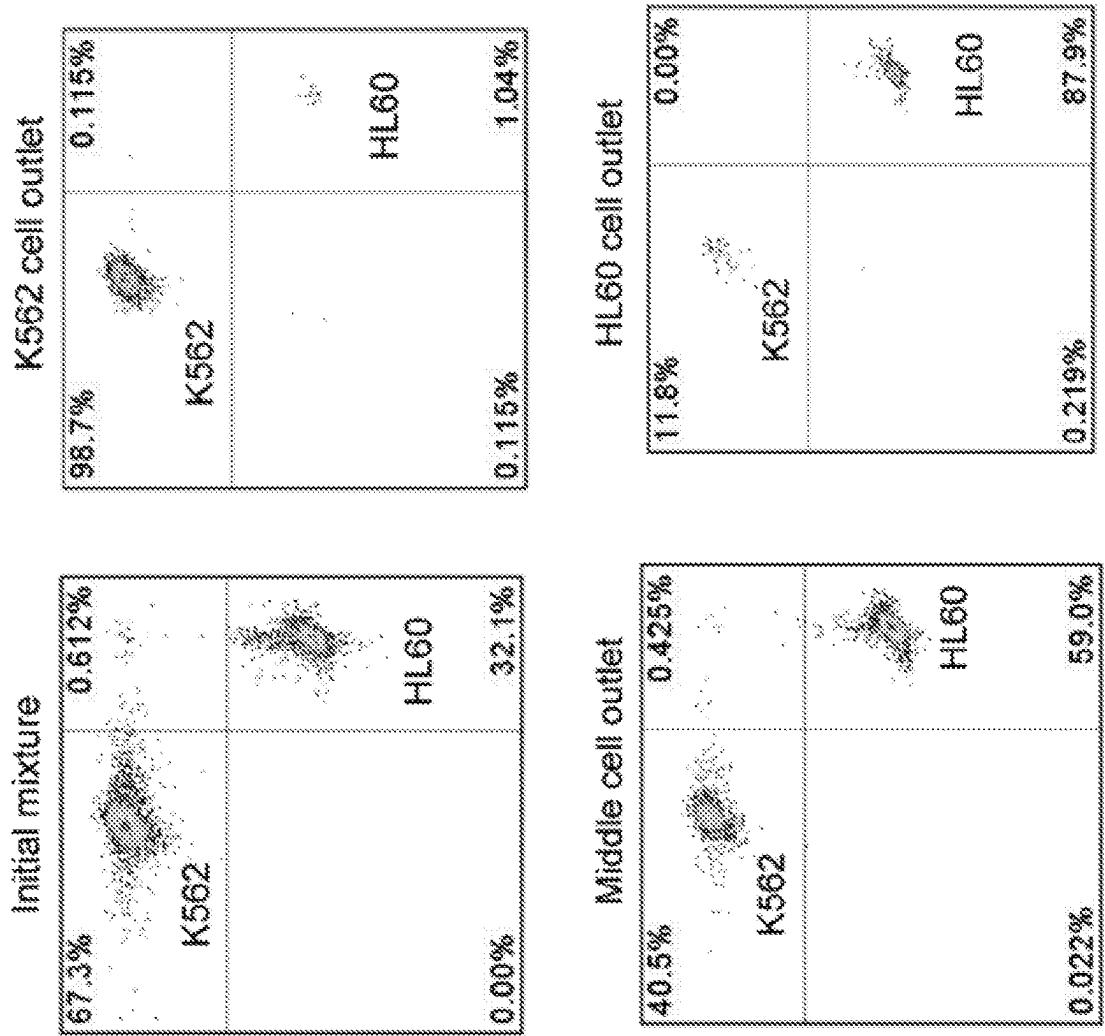 Initial mixture
67.3%
0.612%
K562
HL60
0.00%
32.1%
K562 cell outlet
98.7%
0.115%
K562
HL60
0.115%
1.04%
Middle cell outlet
40.5%
0.425%
K562
HL60
0.022%
59.0%
HL60 cell outlet
11.8%
0.00%
K562
HL60
0.219%
87.9%